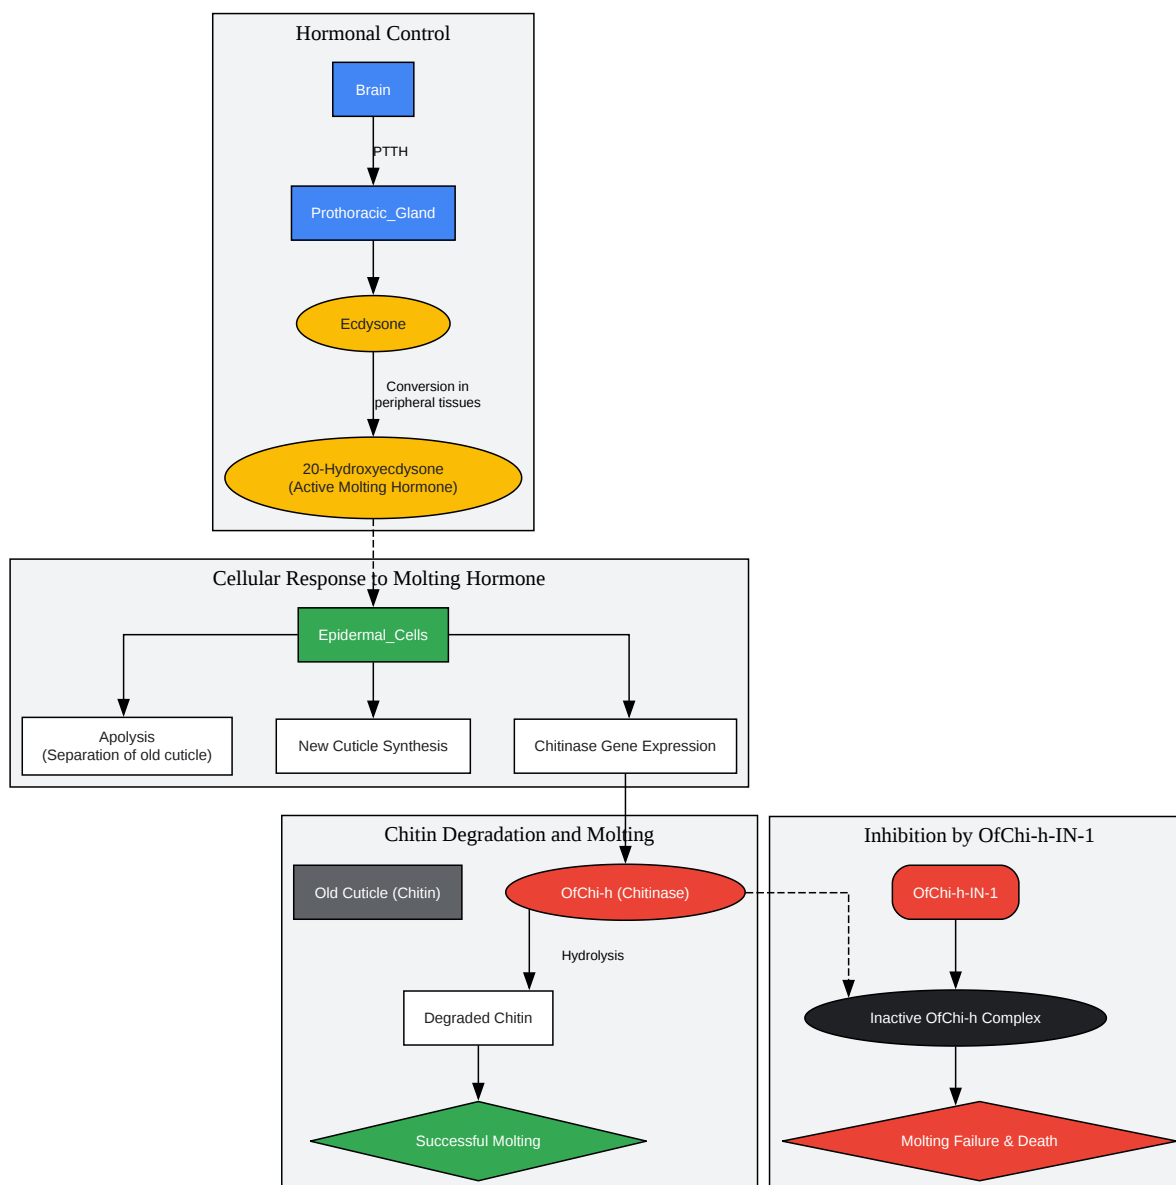 Hormonal Control
Brain
PTTH
Prothoracic_Gland
Ecdysone
Conversion in
peripheral tissues
20-Hydroxyecdysone
(Active Molting Hormone)
Cellular Response to Molting Hormone
Epidermal_Cells
Apolysis
(Separation of old cuticle)
New Cuticle Synthesis
Chitinase Gene Expression
Chitin Degradation and Molting
Old Cuticle (Chitin)
OfChi-h (Chitinase)
Hydrolysis
Degraded Chitin
Successful Molting
Inhibition by OfChi-h-IN-1
OfChi-h-IN-1
Inactive OfChi-h Complex
Molting Failure & Death